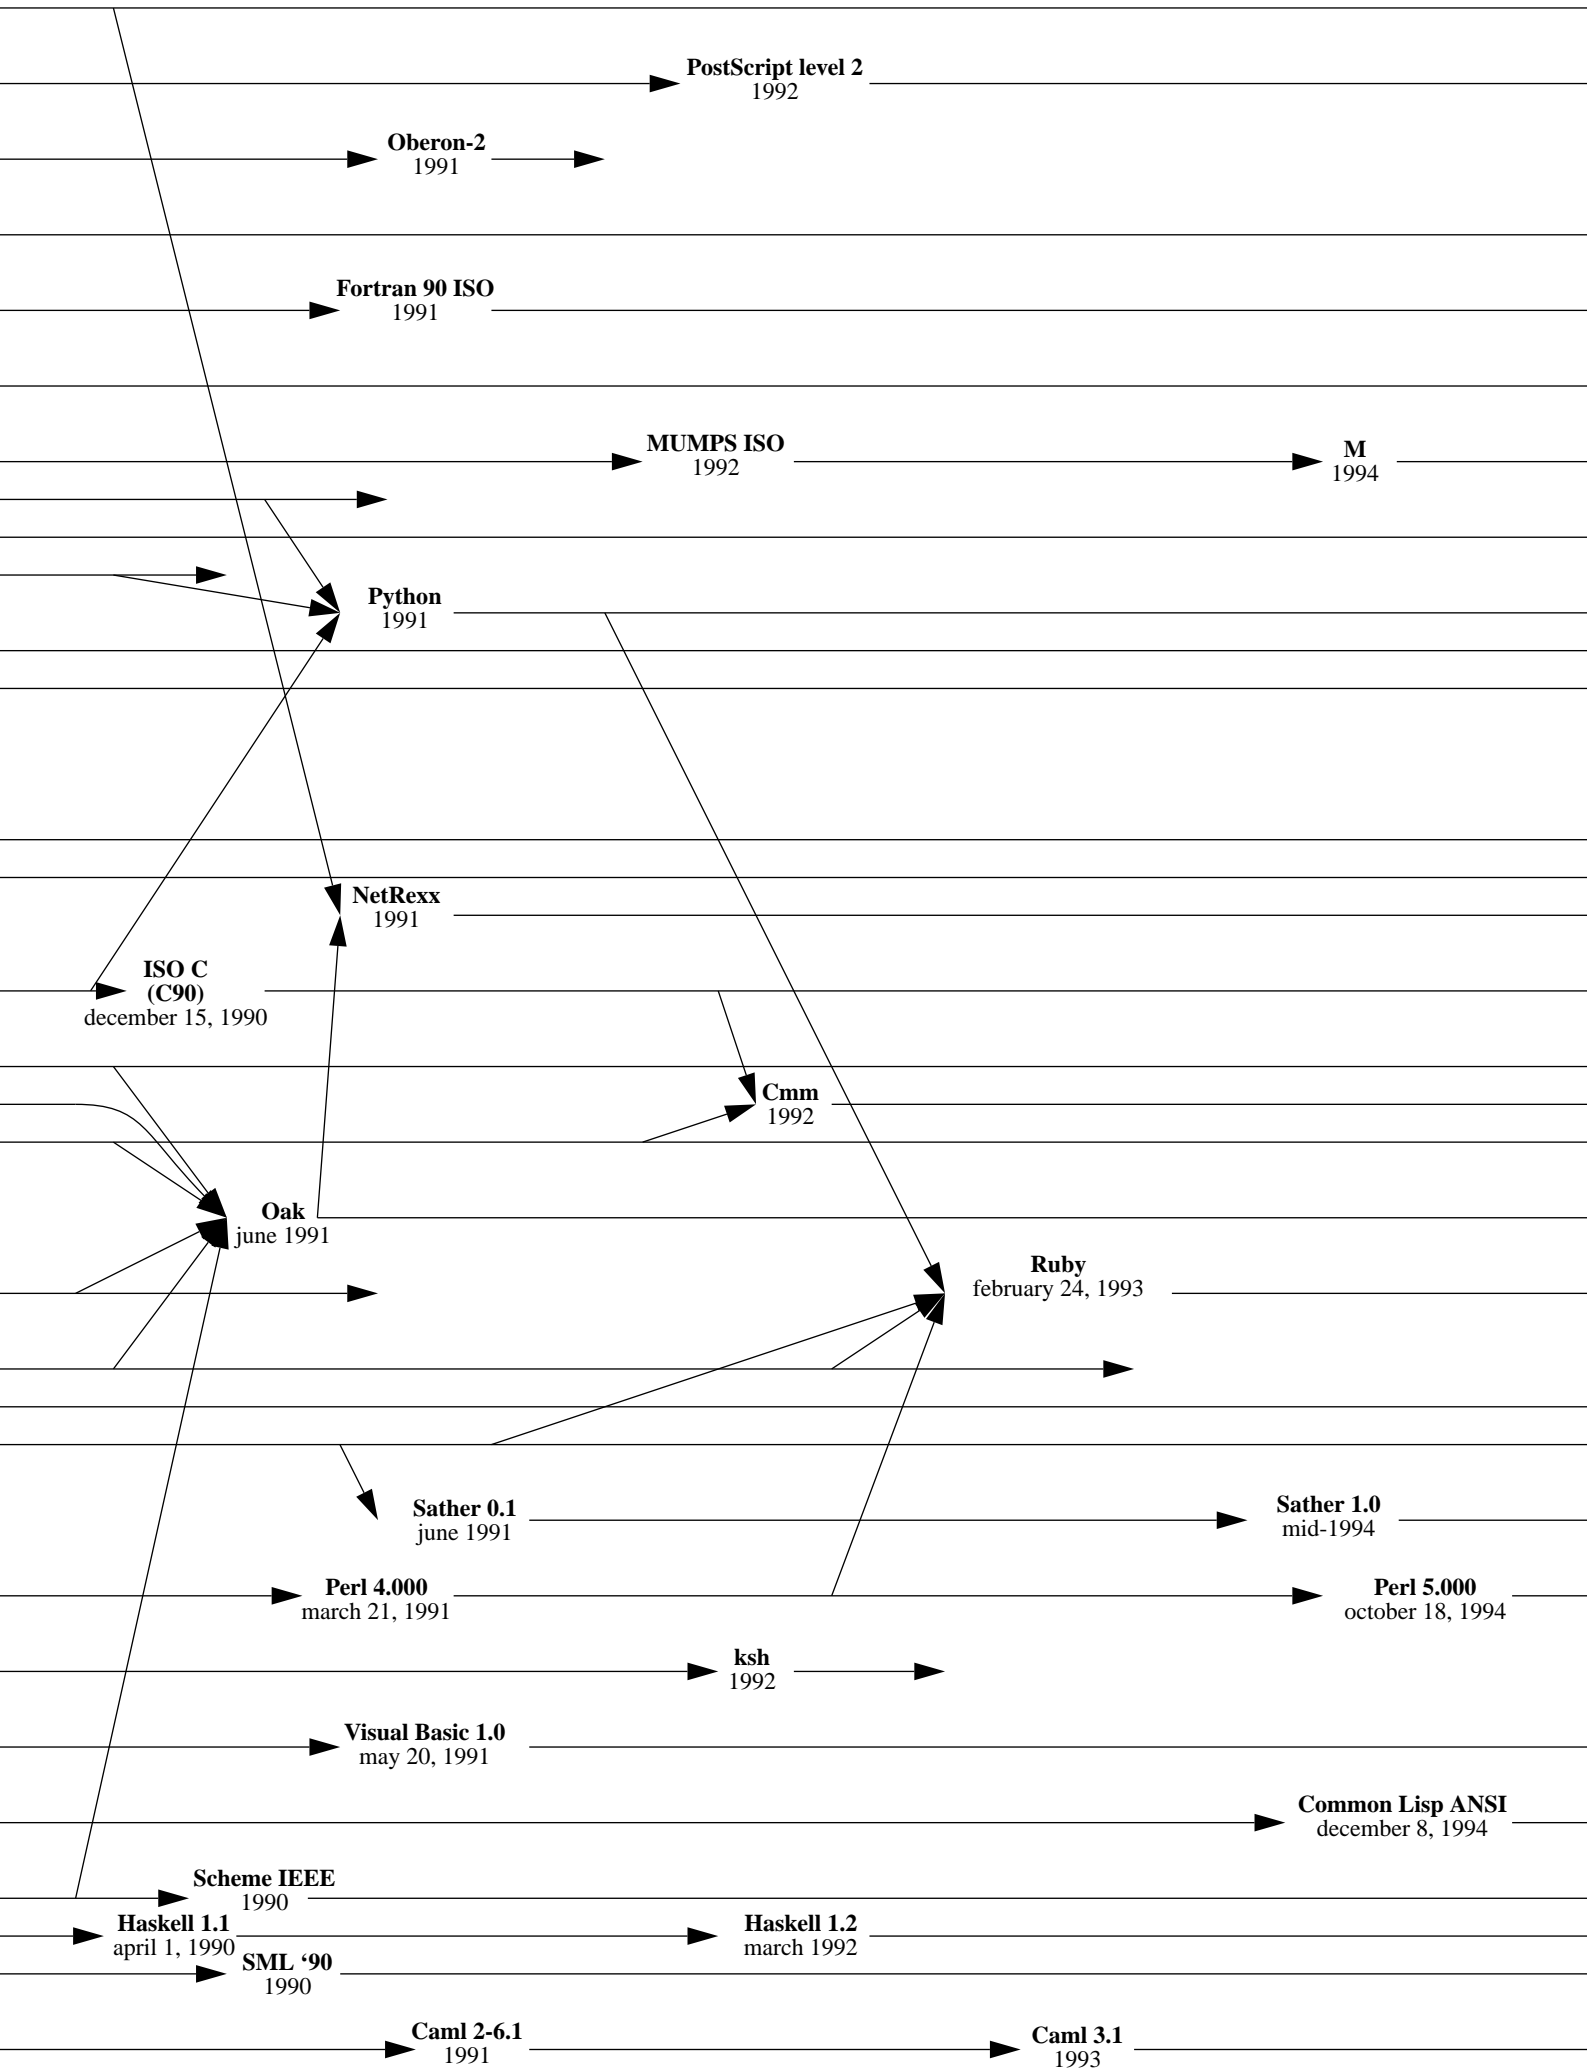 PostScript level 2
1992
Oberon-2
1991
Fortran 90 ISO
1991
MUMPS ISO
1992
M
1994
Python
1991
NetRexx
1991
ISO C
(C90)
december 15, 1990
Cmm
1992
Oak
june 1991
Ruby
february 24, 1993
Sather 0.1
june 1991
Sather 1.0
mid-1994
Perl 4.000
march 21, 1991
Perl 5.000
october 18, 1994
ksh
1992
Visual Basic 1.0
may 20, 1991
Common Lisp ANSI
december 8, 1994
Scheme IEEE
1990
Haskell 1.1
april 1, 1990
Haskell 1.2
march 1992
SML ‘90
1990
Caml 2-6.1
1991
Caml 3.1
1993